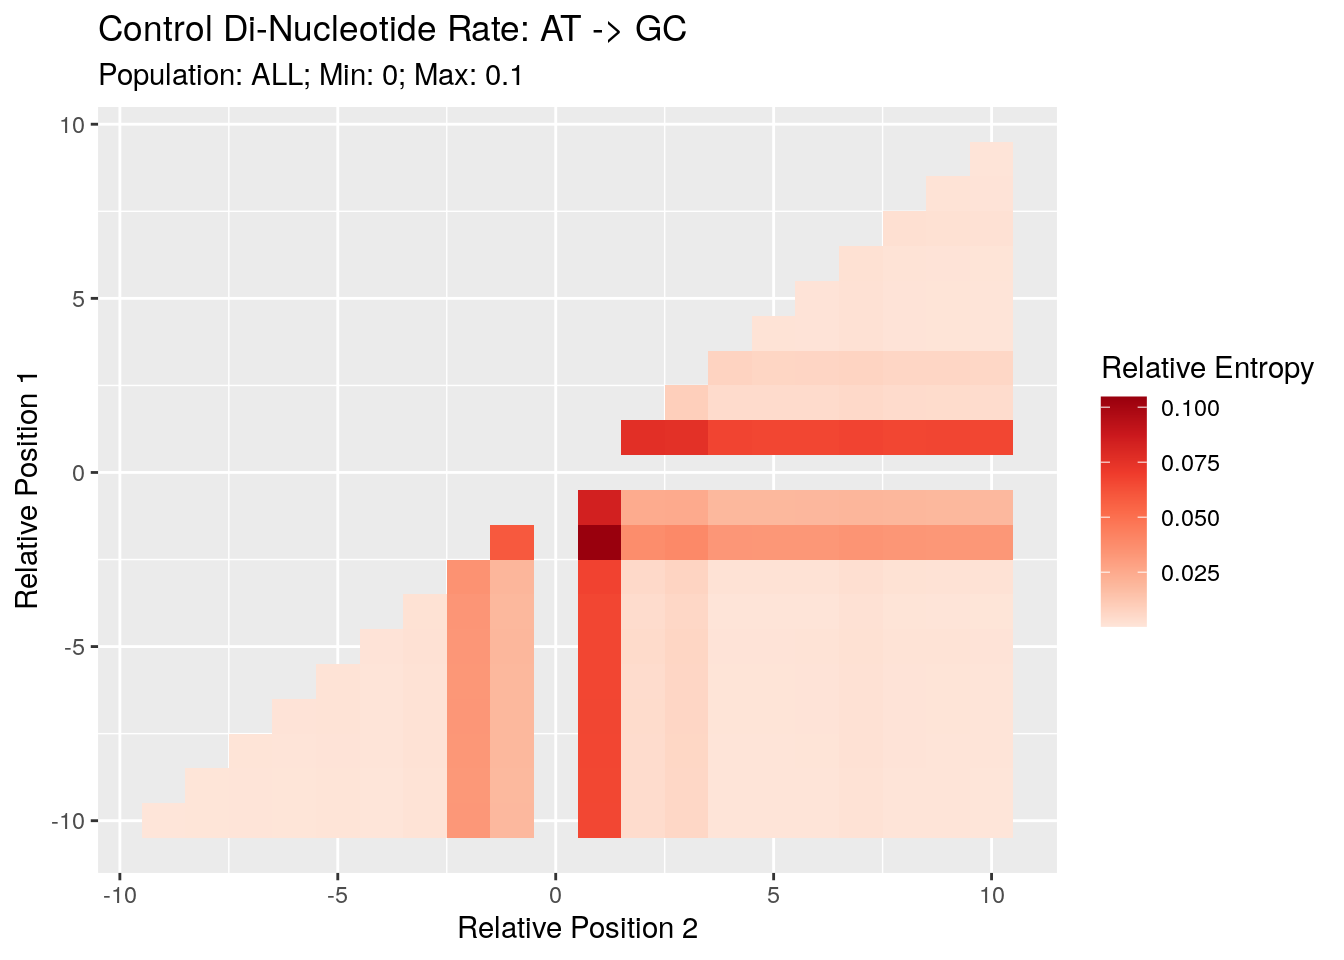 Control Di-Nucleotide Rate: AT -> GC
Population: ALL; Min: 0; Max: 0.1
10
5
0
-5
-10
Relative Position 1
-10
-5
0
5
10
Relative Position 2
Relative Entropy
0.100
0.075
0.050
0.025